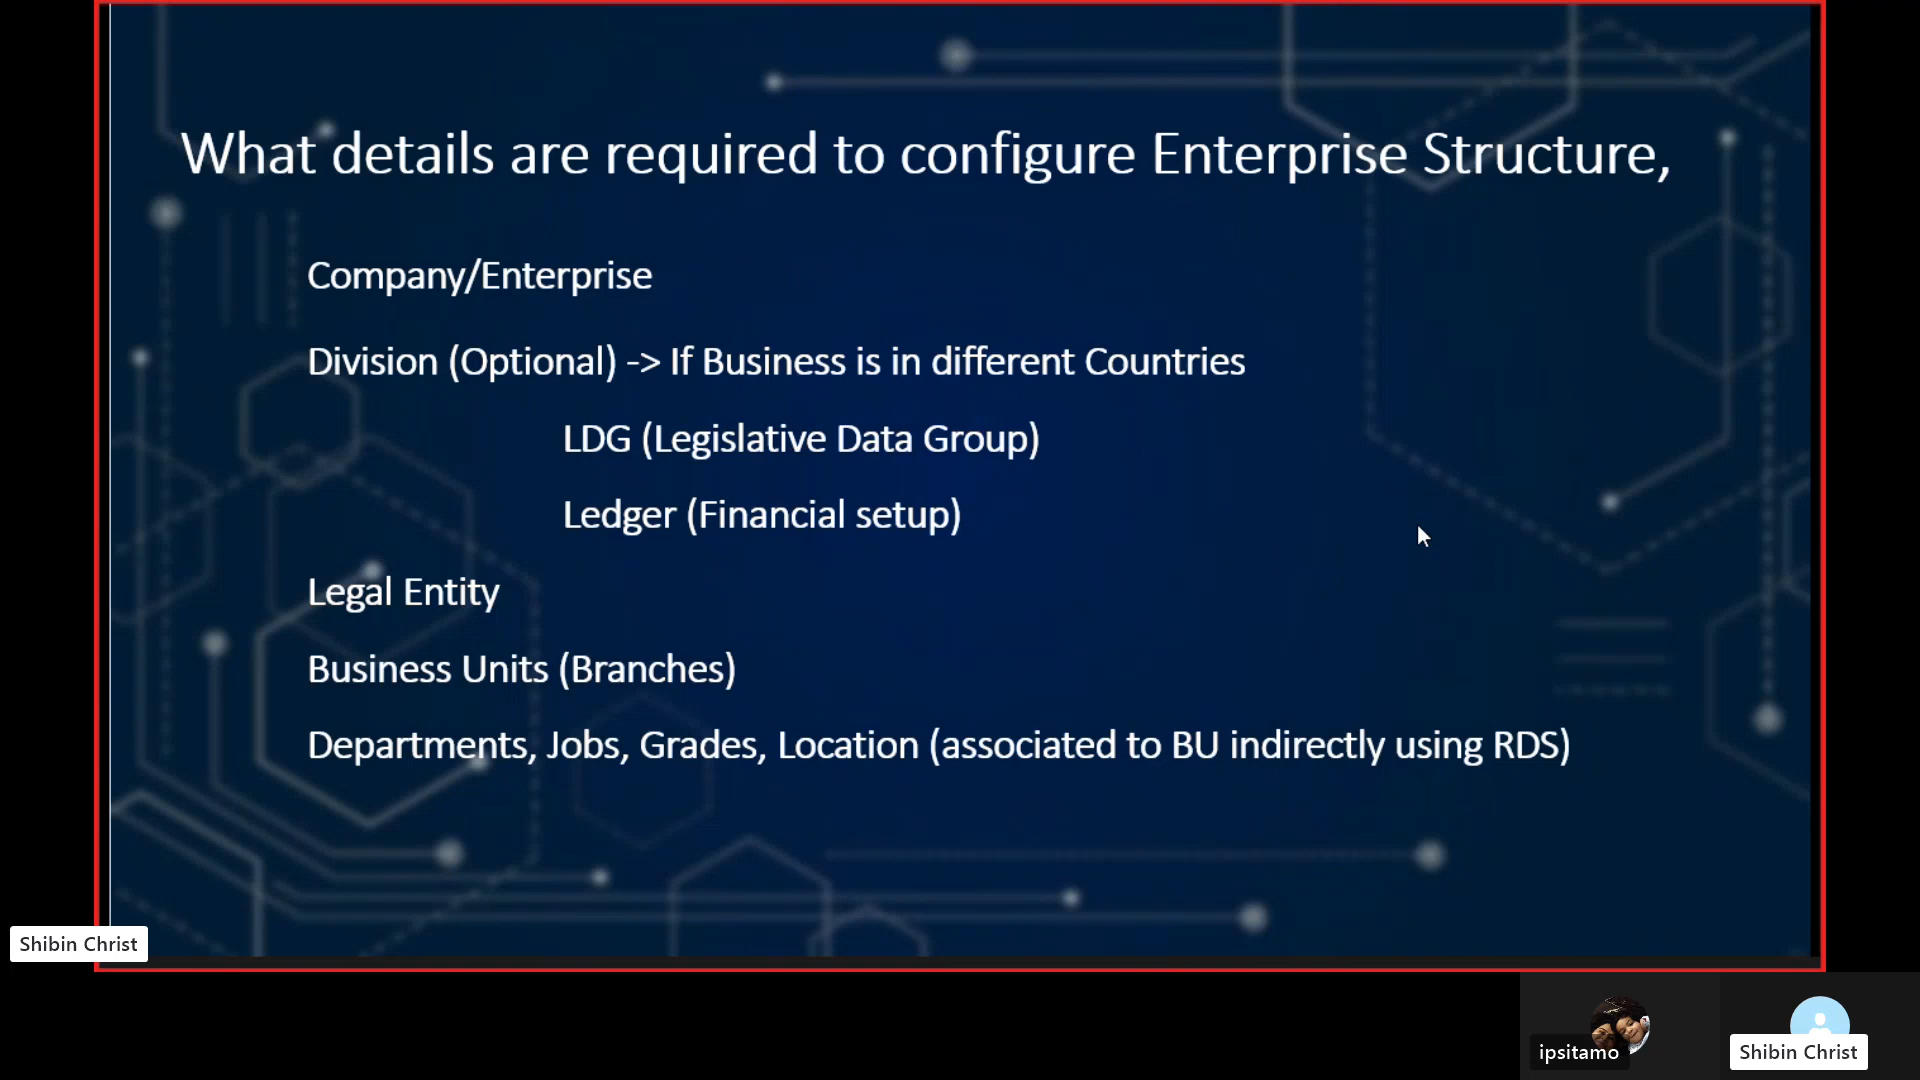 What details are required to configure Enterprise Structure,
Company/Enterprise
Division (Optional) -> If Business is in different Countries
LDG (Legislative Data Group)
Ledger (Financial setup)
Legal Entity
Business Units (Branches)
Departments, Jobs, Grades, Location (associated to BU indirectly using RDS)
Shibin Christ
ipsitamo
Shibin Christ